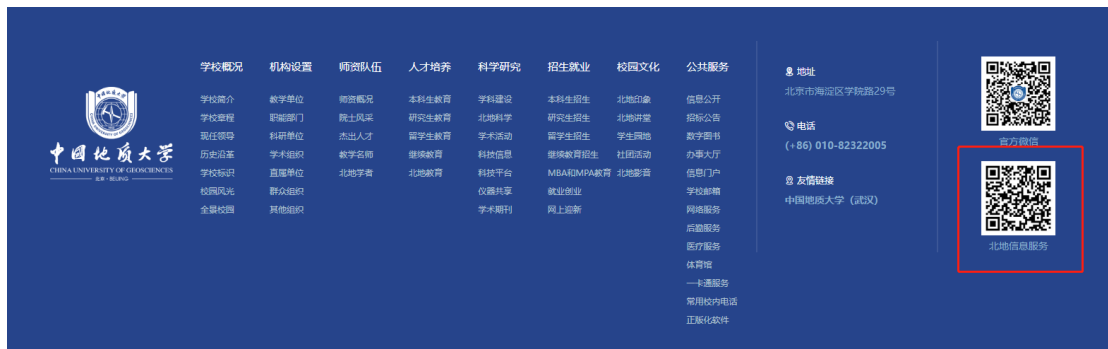 中国地质大学
CHINA UNIVERSITY OF GEOSCIENCES
北京 · BEIJING
学校概况
学校简介
学校章程
现任领导
历史沿革
学校标识
校园风光
全景校园
机构设置
教学单位
职能部门
科研单位
学术组织
直属单位
群众组织
其他组织
师资队伍
师资概况
院士风采
杰出人才
教学名师
北地学者
人才培养
本科生教育
研究生教育
留学生教育
继续教育
北地教育
科学研究
学科建设
北地科学
学术活动
科技信息
科技平台
仪器共享
学术期刊
招生就业
本科生招生
研究生招生
留学生招生
继续教育招生
MBA和MPA教育
就业创业
网上迎新
校园文化
北地印象
北地讲堂
学生园地
社团活动
北地影音
公共服务
信息公开
招标公告
数字图书
办事大厅
信息门户
学校邮箱
网络服务
后勤服务
医疗服务
体育馆
一卡通服务
常用校内电话
正版化软件
地址
北京市海淀区学院路29号
电话
(+86) 010-82322005
友情链接
中国地质大学（武汉）
官方微信
北地信息服务